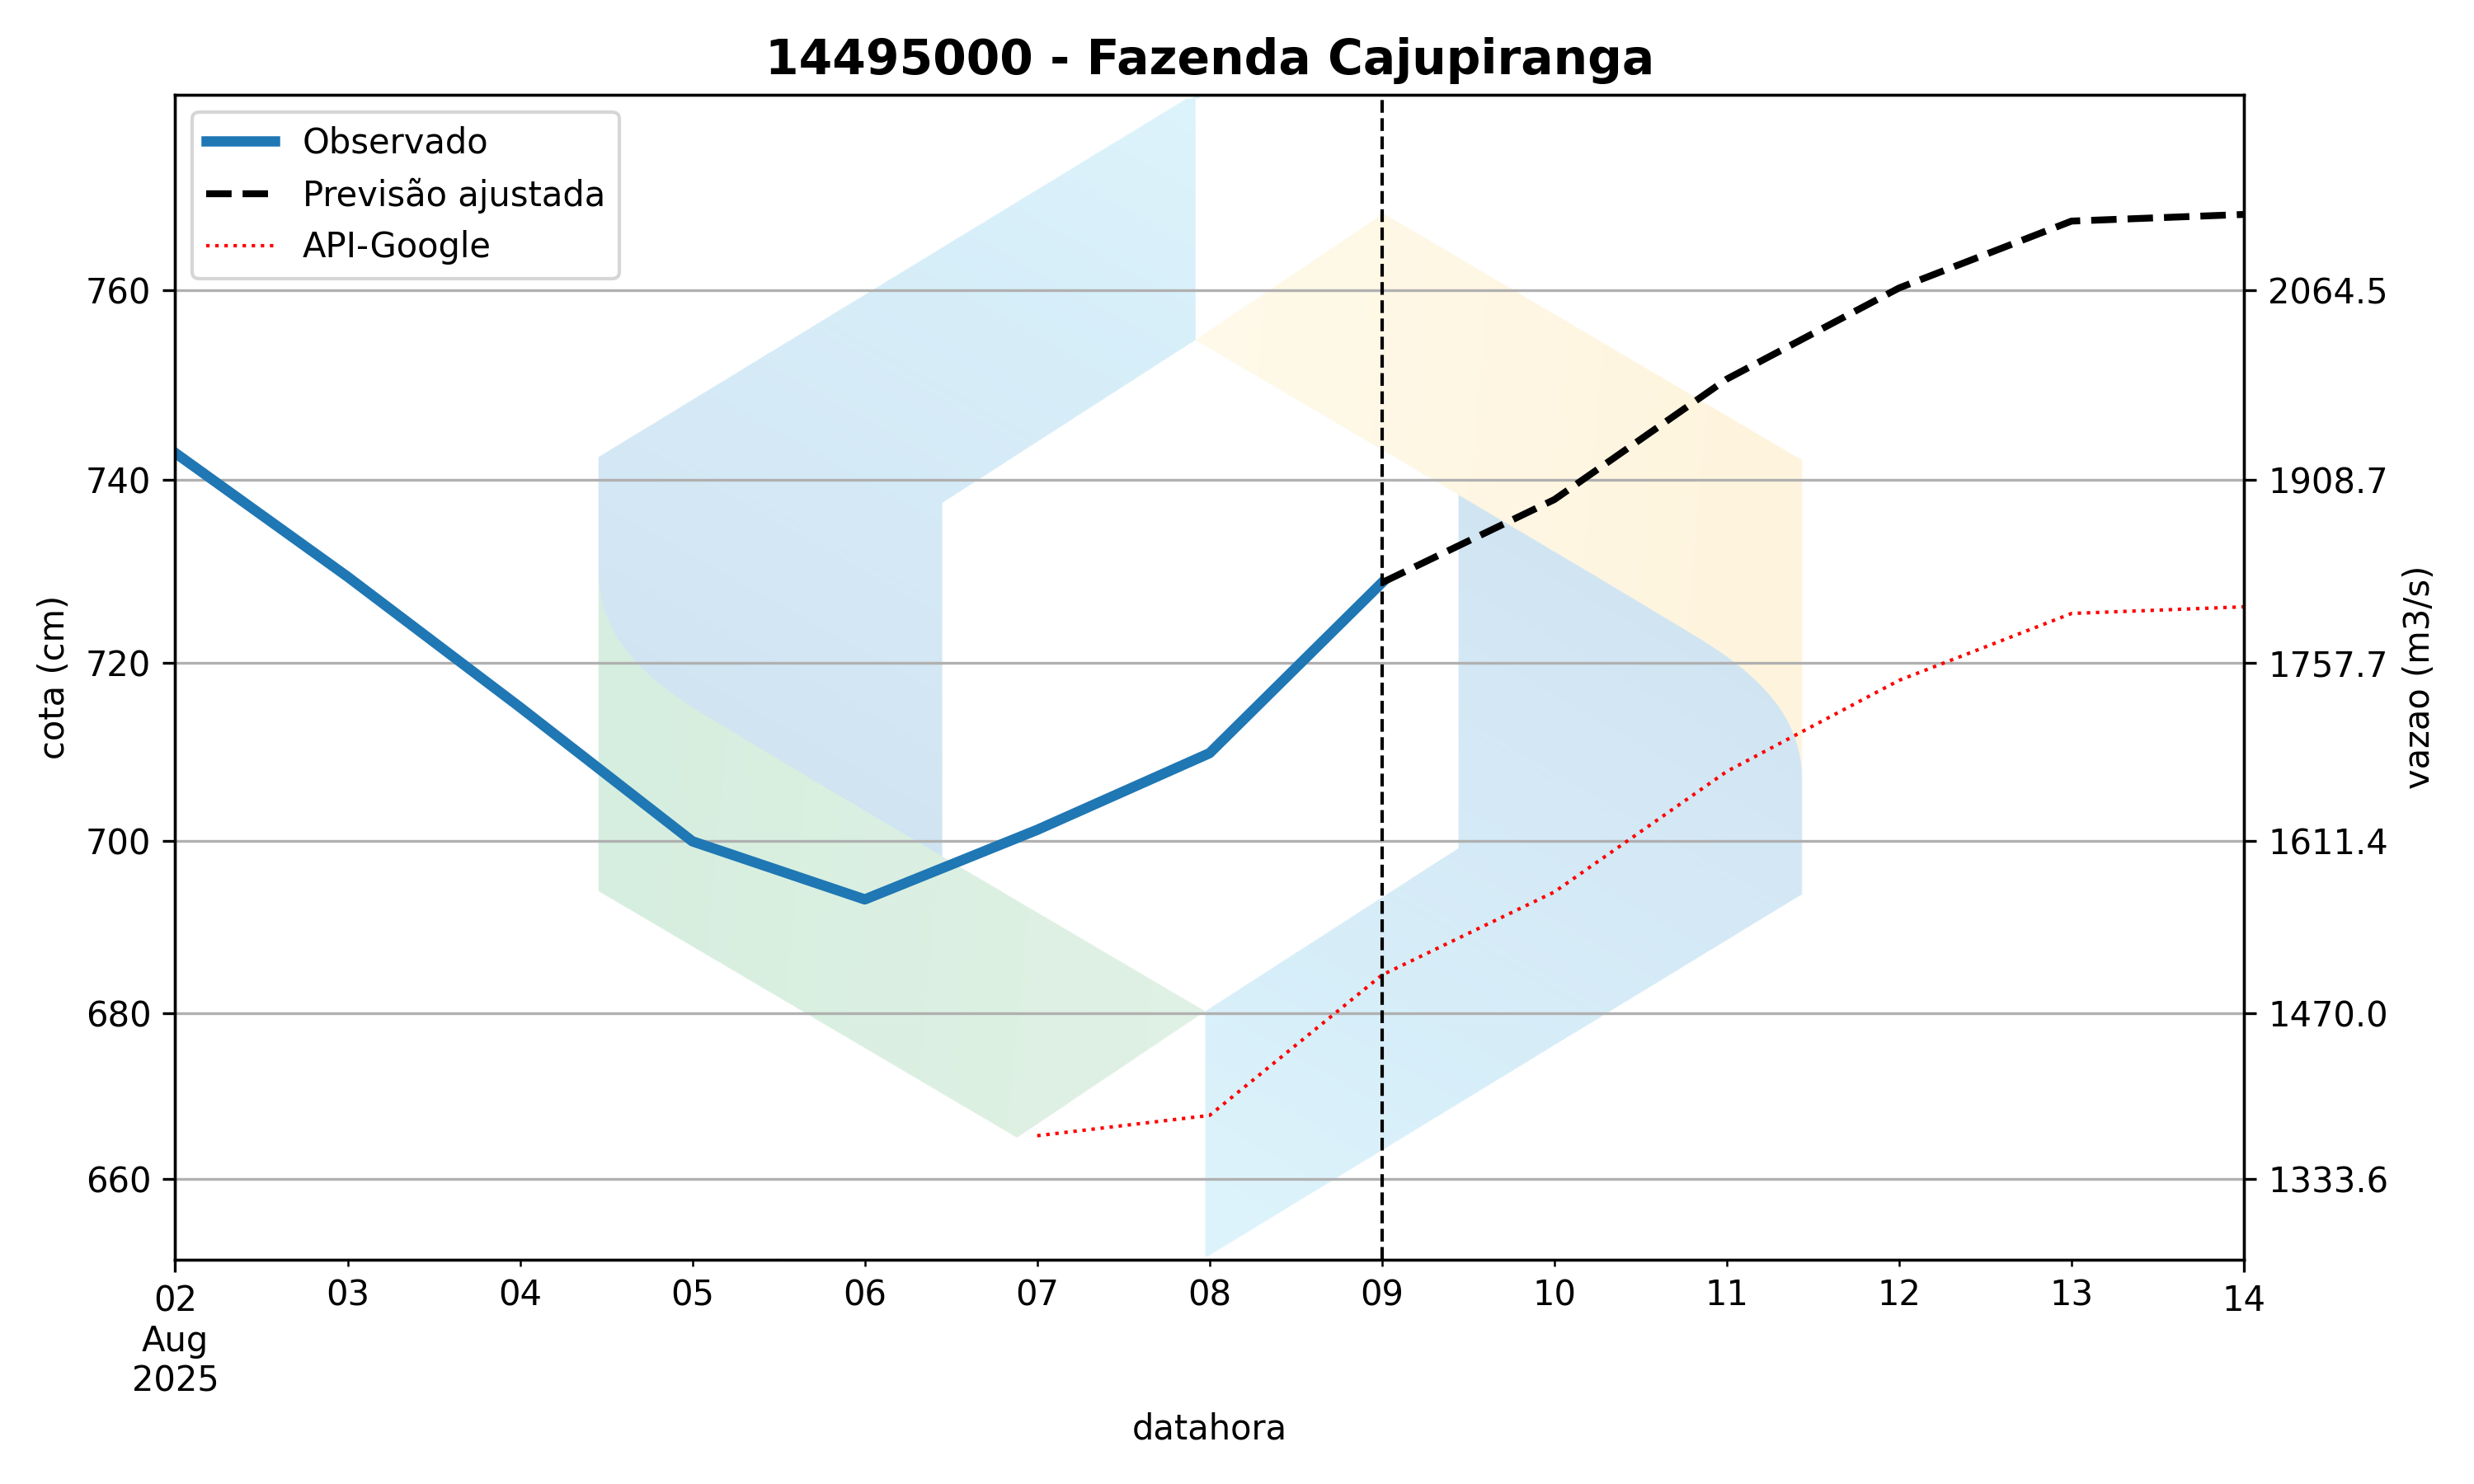 14495000 - Fazenda Cajupiranga
Observado
Previsão ajustada
API-Google
760
740
720
700
680
660
cota (cm)
2064.5
1908.7
1757.7
1611.4
1470.0
1333.6
vazao (m3/s)
02 03 04 05 06 07 08 09 10 11 12 13 14
Aug
2025
datahora